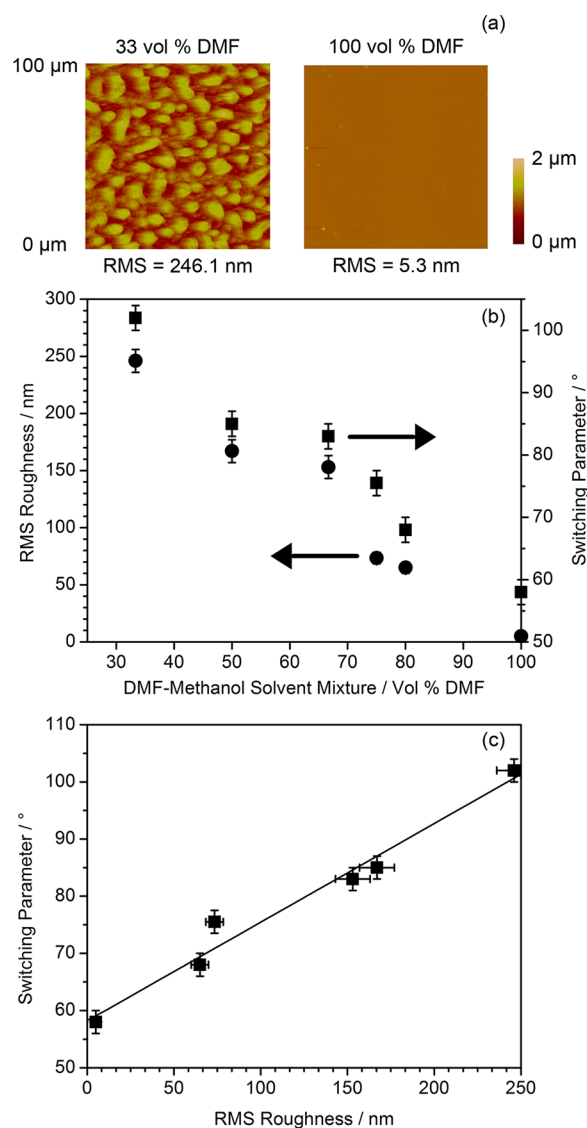 (a)
33 vol % DMF 100 vol % DMF
100 µm
2 µm
0 µm 0 µm
RMS = 246.1 nm RMS = 5.3 nm
(b)
300
250
200
150
100
50
0
RMS Roughness / nm
100
90
80
70
60
50
Switching Parameter / °
30 40 50 60 70 80 90 100
DMF-Methanol Solvent Mixture / Vol % DMF
(c)
110
100
90
80
70
60
50
Switching Parameter / °
0 50 100 150 200 250
RMS Roughness / nm